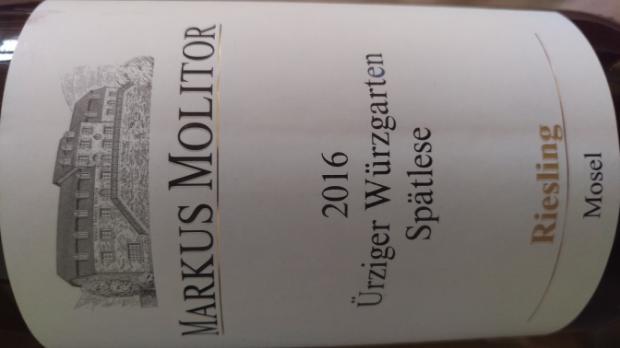 MARKUS MOLITOR
2016
Ürziger Würzgarten
Spätlese
Riesling
Mosel